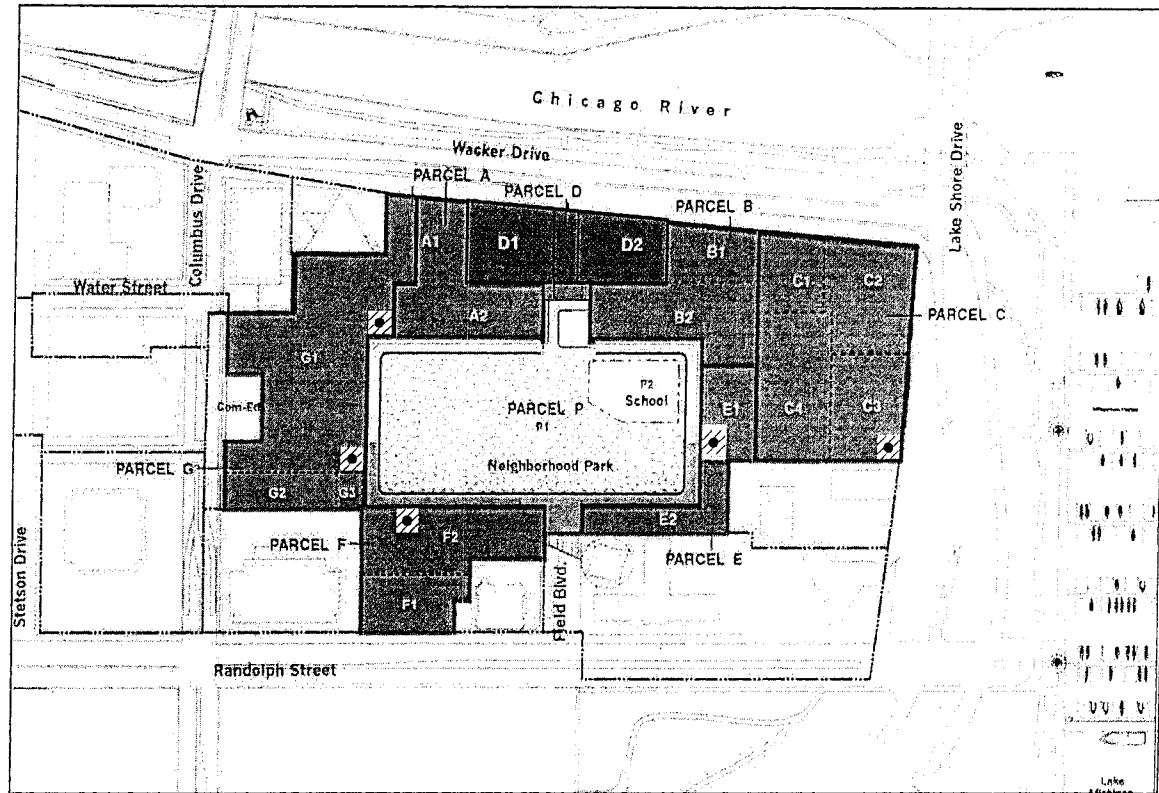 Chicago River
Wacker Drive
Lake Shore Drive
PARCEL A
PARCEL D
PARCEL B
Columbus Drive
A1
D1
D2
B1
C1
C2
Water Street
A2
B2
PARCEL C
G1
P2
School
Com-Ed
PARCEL P
P1
E1
C4
C3
PARCEL G
Neighborhood Park
G2
G3
E2
PARCEL F
F2
PARCEL E
Stetson Drive
F1
Field Blvd.
Randolph Street
Lake
Michigan